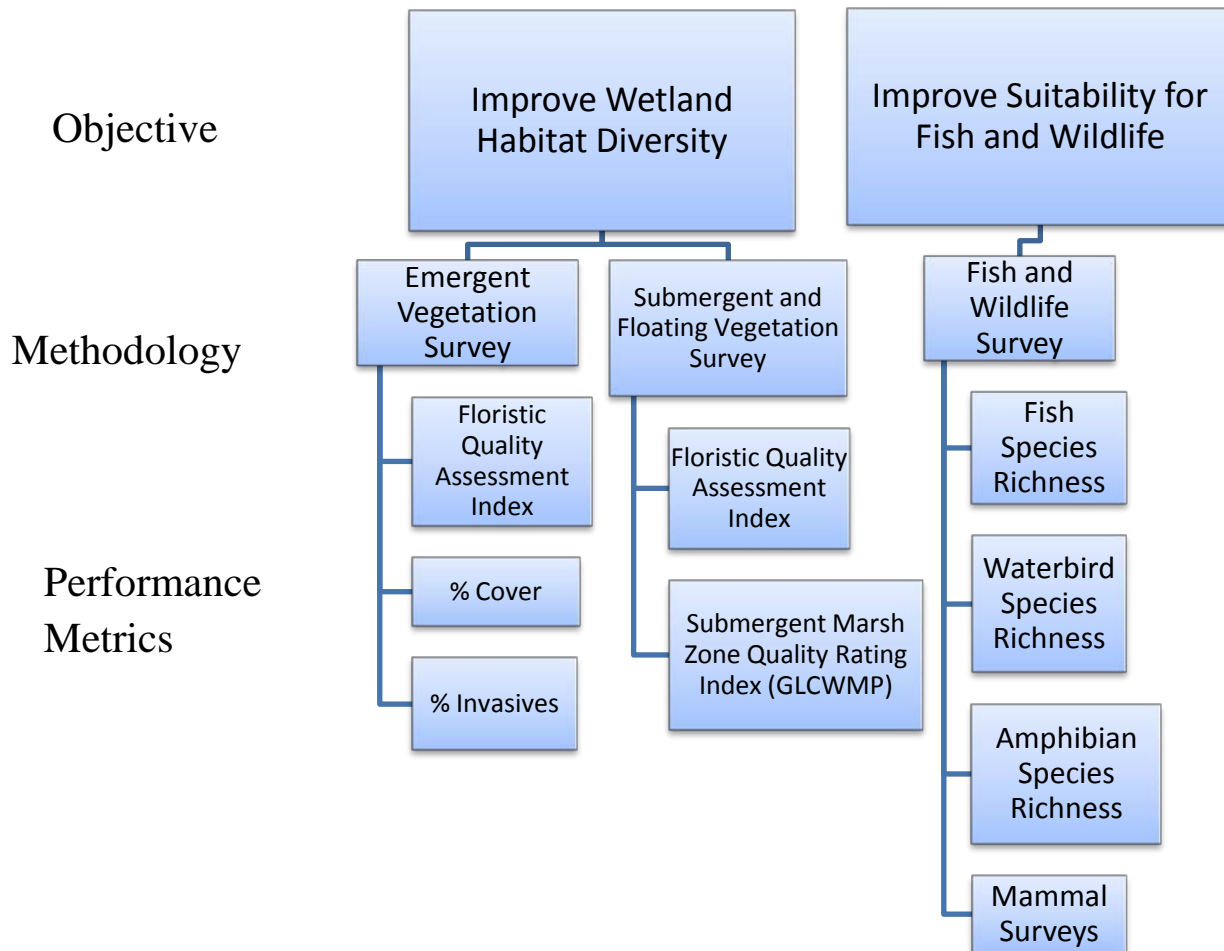 Objective
Improve Wetland
Habitat Diversity
Improve Suitability for
Fish and Wildlife
Methodology
Emergent
Vegetation
Survey
Submergent and
Floating Vegetation
Survey
Fish and
Wildlife
Survey
Performance
Metrics
Floristic
Quality
Assessment
Index
% Cover
% Invasives
Floristic Quality
Assessment
Index
Submergent Marsh
Zone Quality Rating
Index (GLCWMP)
Fish
Species
Richness
Waterbird
Species
Richness
Amphibian
Species
Richness
Mammal
Surveys